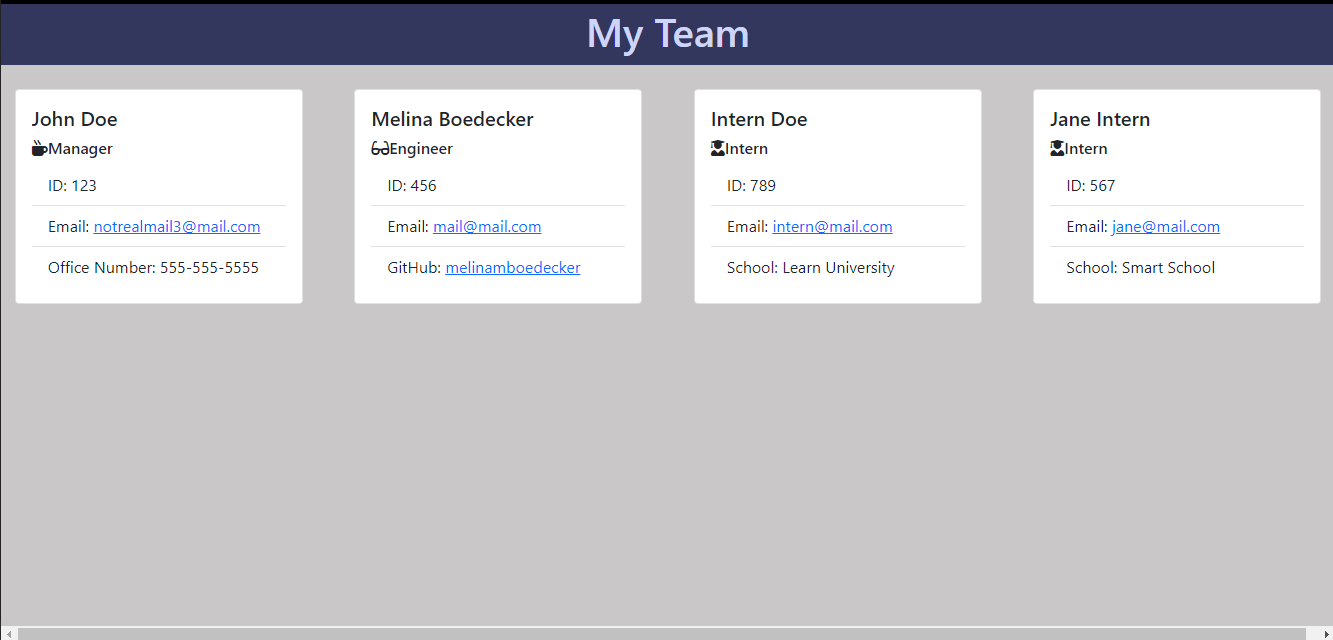 My Team
John Doe
Manager
ID: 123
Email: notrealmail3@mail.com
Office Number: 555-555-5555
Melina Boedecker
Engineer
ID: 456
Email: mail@mail.com
GitHub: melinamboedecker
Intern Doe
Intern
ID: 789
Email: intern@mail.com
School: Learn University
Jane Intern
Intern
ID: 567
Email: jane@mail.com
School: Smart School